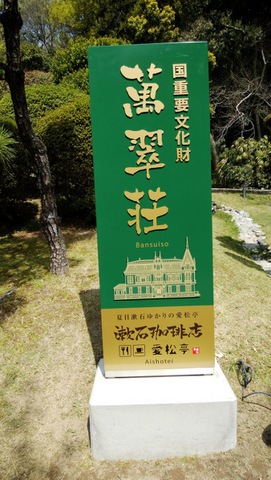 国重要文化財
萬翠荘
Bansuiso
夏目漱石ゆかりの愛松亭
漱石珈琲店
愛松亭
Aishotei